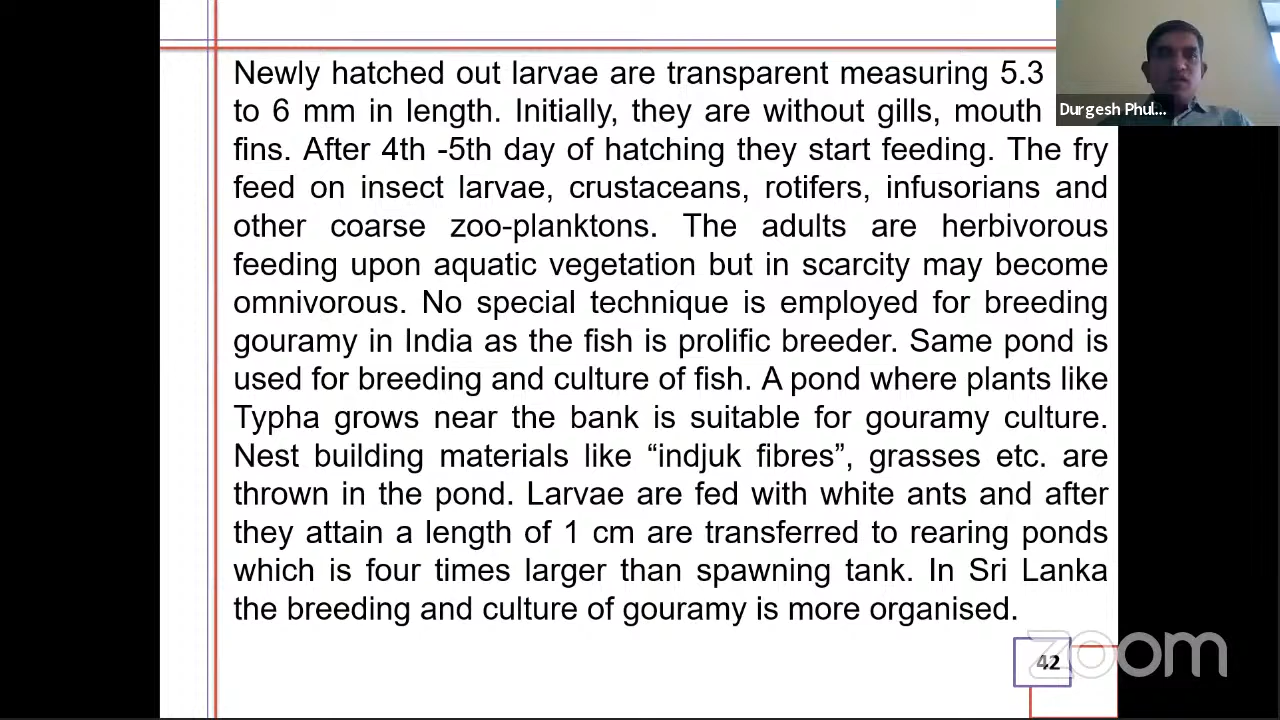 Newly hatched out larvae are transparent measuring 5.3
to 6 mm in length. Initially, they are without gills, mouth
fins. After 4th -5th day of hatching they start feeding. The fry
feed on insect larvae, crustaceans, rotifers, infusorians and
other coarse zoo-planktons. The adults are herbivorous
feeding upon aquatic vegetation but in scarcity may become
omnivorous. No special technique is employed for breeding
gouramy in India as the fish is prolific breeder. Same pond is
used for breeding and culture of fish. A pond where plants like
Typha grows near the bank is suitable for gouramy culture.
Nest building materials like “indjuk fibres”, grasses etc. are
thrown in the pond. Larvae are fed with white ants and after
they attain a length of 1 cm are transferred to rearing ponds
which is four times larger than spawning tank. In Sri Lanka
the breeding and culture of gouramy is more organised.
Durgesh Phul...
42
zoom